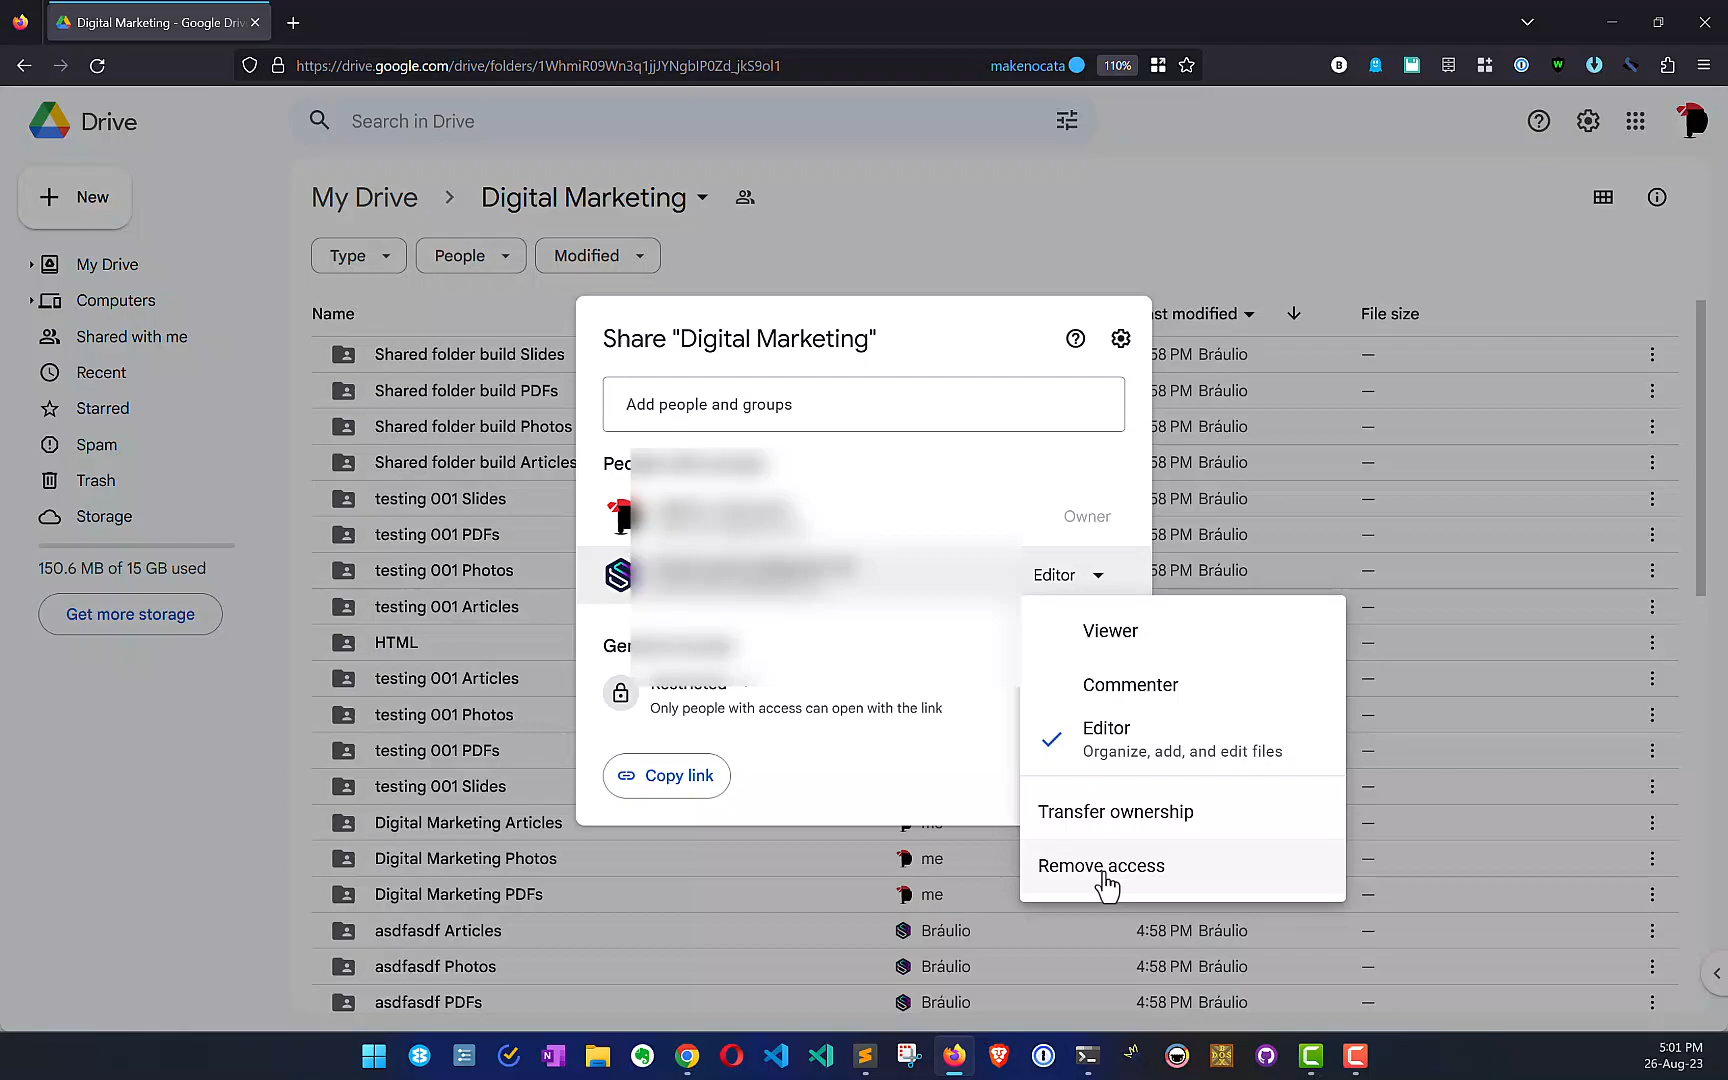 Digital Marketing - Google Driv
https://drive.google.com/drive/folders/1WhmiR09Wn3q1jjJYNgbIP0Zd_jkS9ol1
makenocata
110%
Drive
Search in Drive
New
My Drive
Computers
Shared with me
Recent
Starred
Spam
Trash
Storage
150.6 MB of 15 GB used
Get more storage
My Drive > Digital Marketing
Type
People
Modified
Name
st modified
File size
Shared folder build Slides
58 PM Bráulio —
Shared folder build PDFs
58 PM Bráulio —
Shared folder build Photos
58 PM Bráulio —
Shared folder build Articles
58 PM Bráulio —
testing 001 Slides
58 PM Bráulio —
testing 001 PDFs
58 PM Bráulio —
testing 001 Photos
58 PM Bráulio —
testing 001 Articles
—
HTML
—
testing 001 Articles
—
testing 001 Photos
—
testing 001 PDFs
—
testing 001 Slides
—
Digital Marketing Articles
me
—
Digital Marketing Photos
me
—
Digital Marketing PDFs
me
—
asdfasdf Articles
Bráulio
4:58 PM Bráulio —
asdfasdf Photos
Bráulio
4:58 PM Bráulio —
asdfasdf PDFs
Bráulio
4:58 PM Bráulio —
Share "Digital Marketing"
Add people and groups
Owner
Editor
Restricted
Only people with access can open with the link
Copy link
Viewer
Commenter
Editor
Organize, add, and edit files
Transfer ownership
Remove access
5:01 PM
26-Aug-23